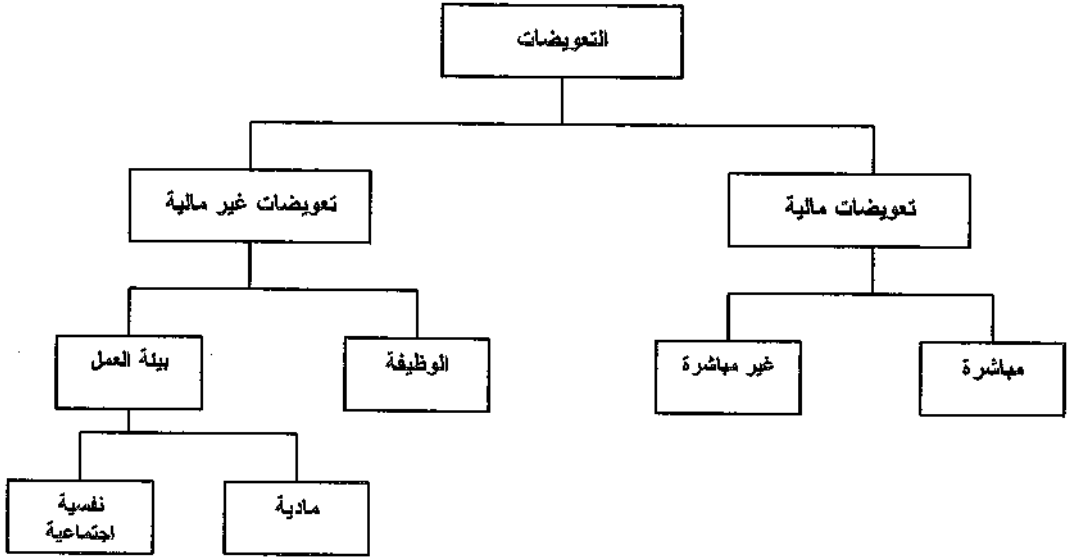 التعويضات
تعويضات مالية
تعويضات غير مالية
مباشرة
غير مباشرة
الوظيفة
بيئة العمل
مادية
نفسية
اجتماعية